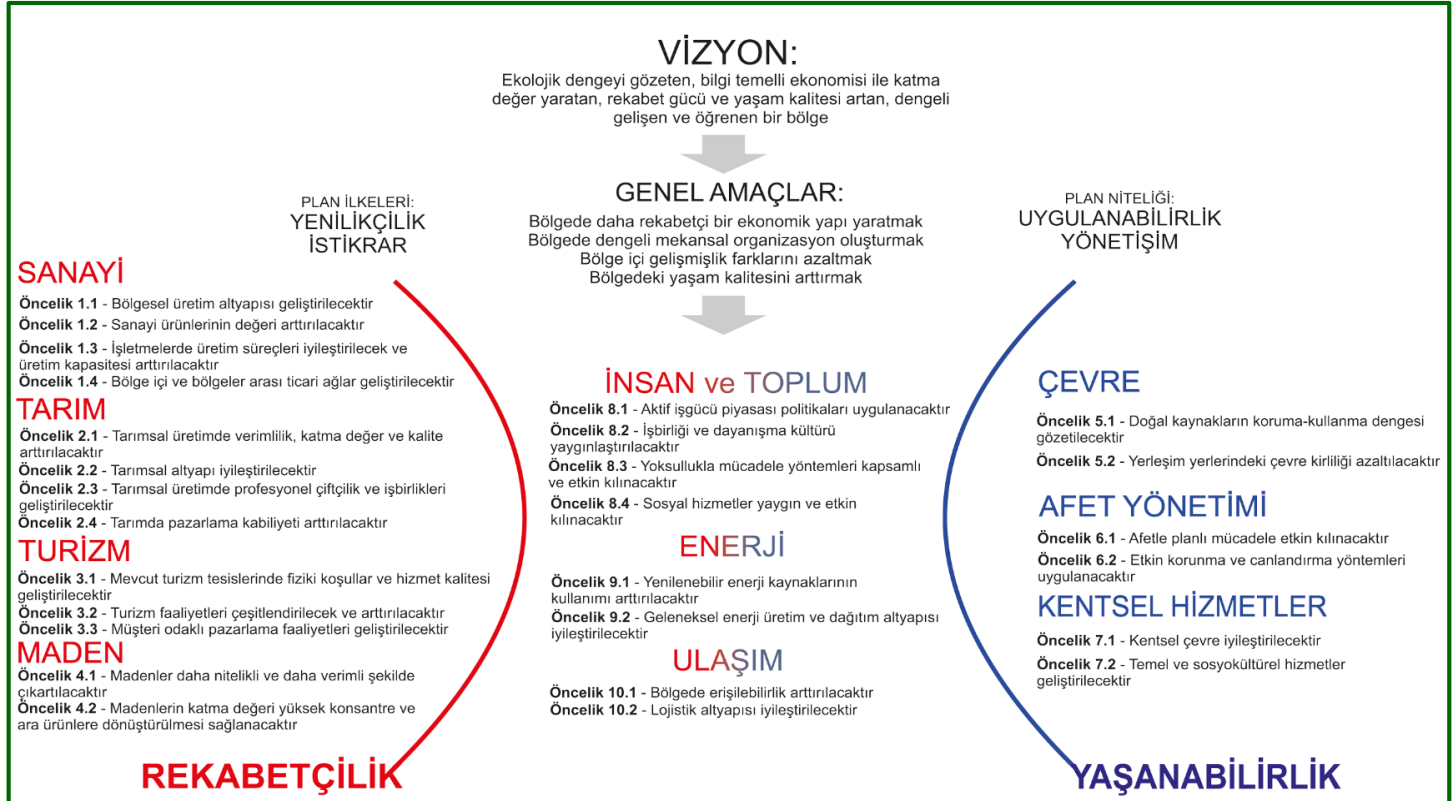 VİZYON:
Ekolojik dengeyi gözeten, bilgi temelli ekonomisi ile katma
değer yaratan, rekabet gücü ve yaşam kalitesi artan, dengeli
gelişen ve öğrenen bir bölge
GENEL AMAÇLAR:
Bölgede daha rekabetçi bir ekonomik yapı yaratmak
Bölgede dengeli mekansal organizasyon oluşturmak
Bölge içi gelişmişlik farklarını azaltmak
Bölgedeki yaşam kalitesini arttırmak
PLAN İLKELERİ:
YENİLİKÇİLİK
İSTİKRAR
PLAN NİTELİĞİ:
UYGULANABİLİRLİK
YÖNETİŞİM
SANAYİ
Öncelik 1.1 - Bölgesel üretim altyapısı geliştirilecektir
Öncelik 1.2 - Sanayi ürünlerinin değeri arttırılacaktır
Öncelik 1.3 - İşletmelerde üretim süreçleri iyileştirilecek ve
üretim kapasitesi arttırılacaktır
Öncelik 1.4 - Bölge içi ve bölgeler arası ticari ağlar geliştirilecektir
TARIM
Öncelik 2.1 - Tarımsal üretimde verimlilik, katma değer ve kalite
arttırılacaktır
Öncelik 2.2 - Tarımsal altyapı iyileştirilecektir
Öncelik 2.3 - Tarımsal üretimde profesyonel çiftçilik ve işbirlikleri
geliştirilecektir
Öncelik 2.4 - Tarımda pazarlama kabiliyeti arttırılacaktır
TURİZM
Öncelik 3.1 - Mevcut turizm tesislerinde fiziki koşullar ve hizmet kalitesi
geliştirilecektir
Öncelik 3.2 - Turizm faaliyetleri çeşitlendirilecek ve arttırılacaktır
Öncelik 3.3 - Müşteri odaklı pazarlama faaliyetleri geliştirilecektir
MADEN
Öncelik 4.1 - Madenler daha nitelikli ve daha verimli şekilde
çıkartılacaktır
Öncelik 4.2 - Madenlerin katma değeri yüksek konsantre ve
ara ürünlere dönüştürülmesi sağlanacaktır
REKABETÇİLİK
İNSAN ve TOPLUM
Öncelik 8.1 - Aktif işgücü piyasası politikaları uygulanacaktır
Öncelik 8.2 - İşbirliği ve dayanışma kültürü
yaygınlaştırılacaktır
Öncelik 8.3 - Yoksullukla mücadele yöntemleri kapsamlı
ve etkin kılınacaktır
Öncelik 8.4 - Sosyal hizmetler yaygın ve etkin
kılınacaktır
ENERJİ
Öncelik 9.1 - Yenilenebilir enerji kaynaklarının
kullanımı arttırılacaktır
Öncelik 9.2 - Geleneksel enerji üretim ve dağıtım altyapısı
iyileştirilecektir
ULAŞIM
Öncelik 10.1 - Bölgede erişilebilirlik arttırılacaktır
Öncelik 10.2 - Lojistik altyapısı iyileştirilecektir
ÇEVRE
Öncelik 5.1 - Doğal kaynakların koruma-kullanma dengesi
gözetilecektir
Öncelik 5.2 - Yerleşim yerlerindeki çevre kirliliği azaltılacaktır
AFET YÖNETİMİ
Öncelik 6.1 - Afetle planlı mücadele etkin kılınacaktır
Öncelik 6.2 - Etkin korunma ve canlandırma yöntemleri
uygulanacaktır
KENTSEL HİZMETLER
Öncelik 7.1 - Kentsel çevre iyileştirilecektir
Öncelik 7.2 - Temel ve sosyokültürel hizmetler
geliştirilecektir
YAŞANABİLİRLİK